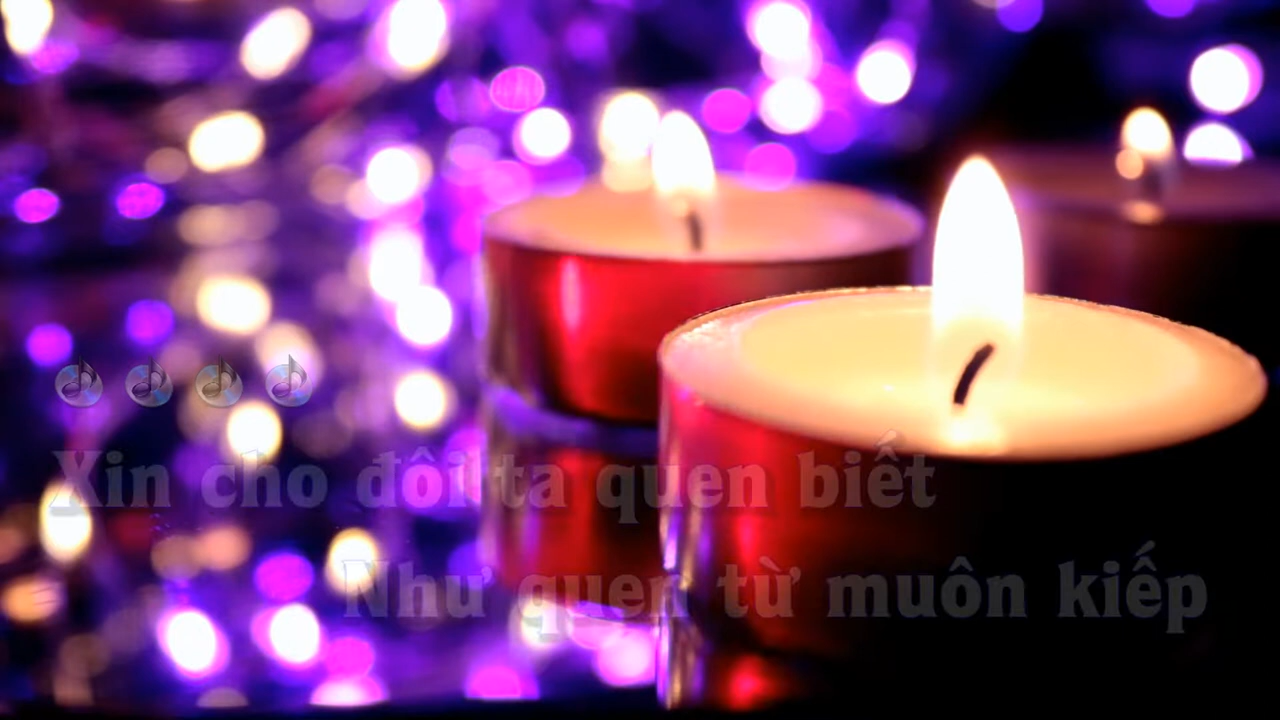 Xin cho đôi ta quen biết
Như quen từ muôn kiếp